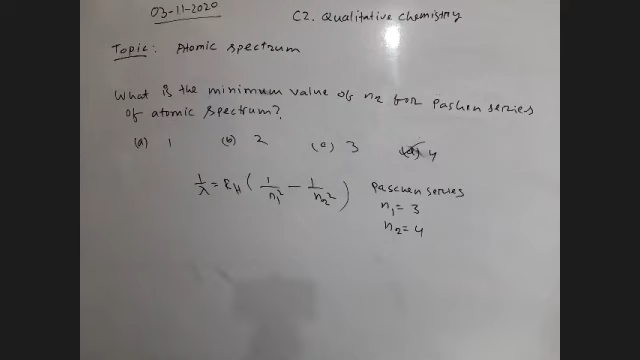 03-11-2020
C2. Qualitative chemistry
Topic: Atomic spectrum
What is the minimum value of n2 for Pashen series
of atomic spectrum?
(a) 1 (b) 2 (c) 3 (d) 4
1/λ = RH (1/n1² - 1/n2²) Paschen series
n1 = 3
n2 = 4